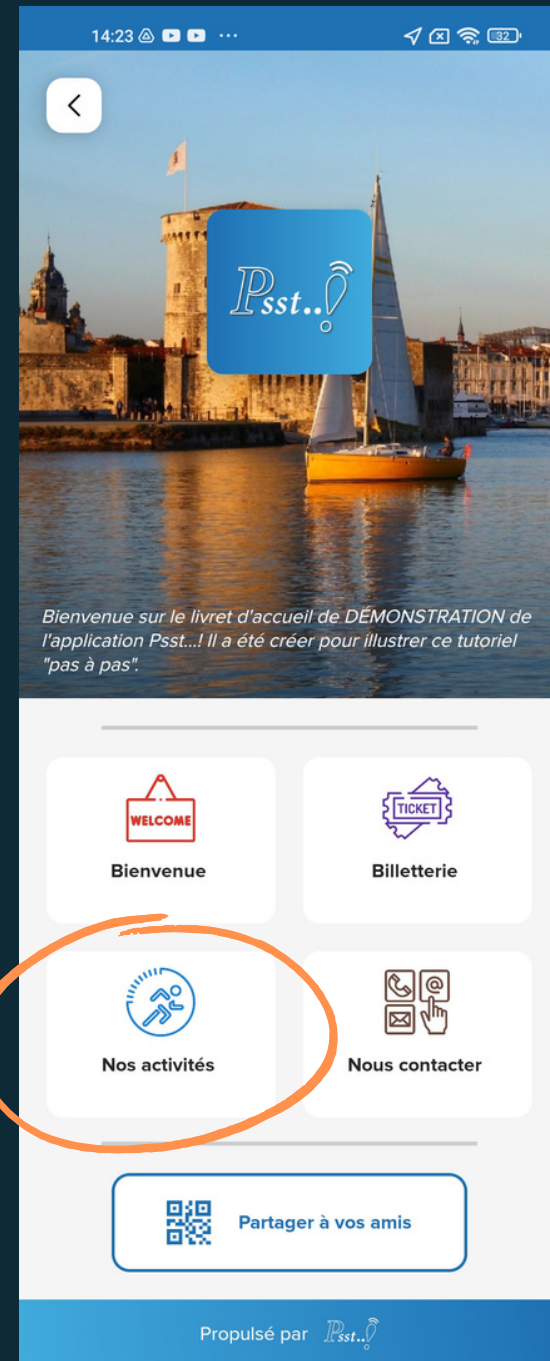 14:23
32
Psst..!
Bienvenue sur le livret d'accueil de DÉMONSTRATION de
l'application Psst...! Il a été créer pour illustrer ce tutoriel
"pas à pas".
WELCOME
TICKET
Bienvenue
Billetterie
@
Nos activités
Nous contacter
Partager à vos amis
Propulsé par Psst..!